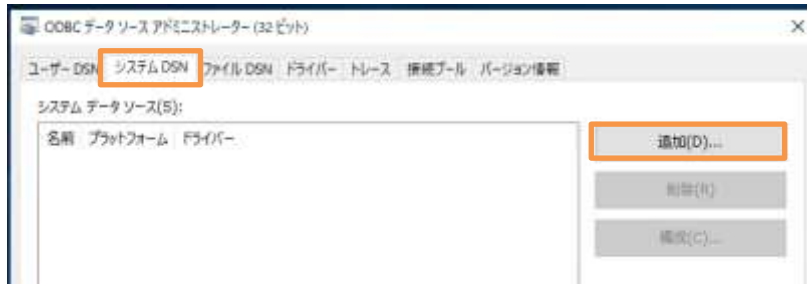 ODBC データ ソース アドミニストレーター (32 ビット)
ユーザー DSN システム DSN ファイル DSN ドライバー トレース 接続プール バージョン情報
システム データ ソース(S):
名前 プラットフォーム ドライバー
追加(D)...
削除(R)
構成(C)...